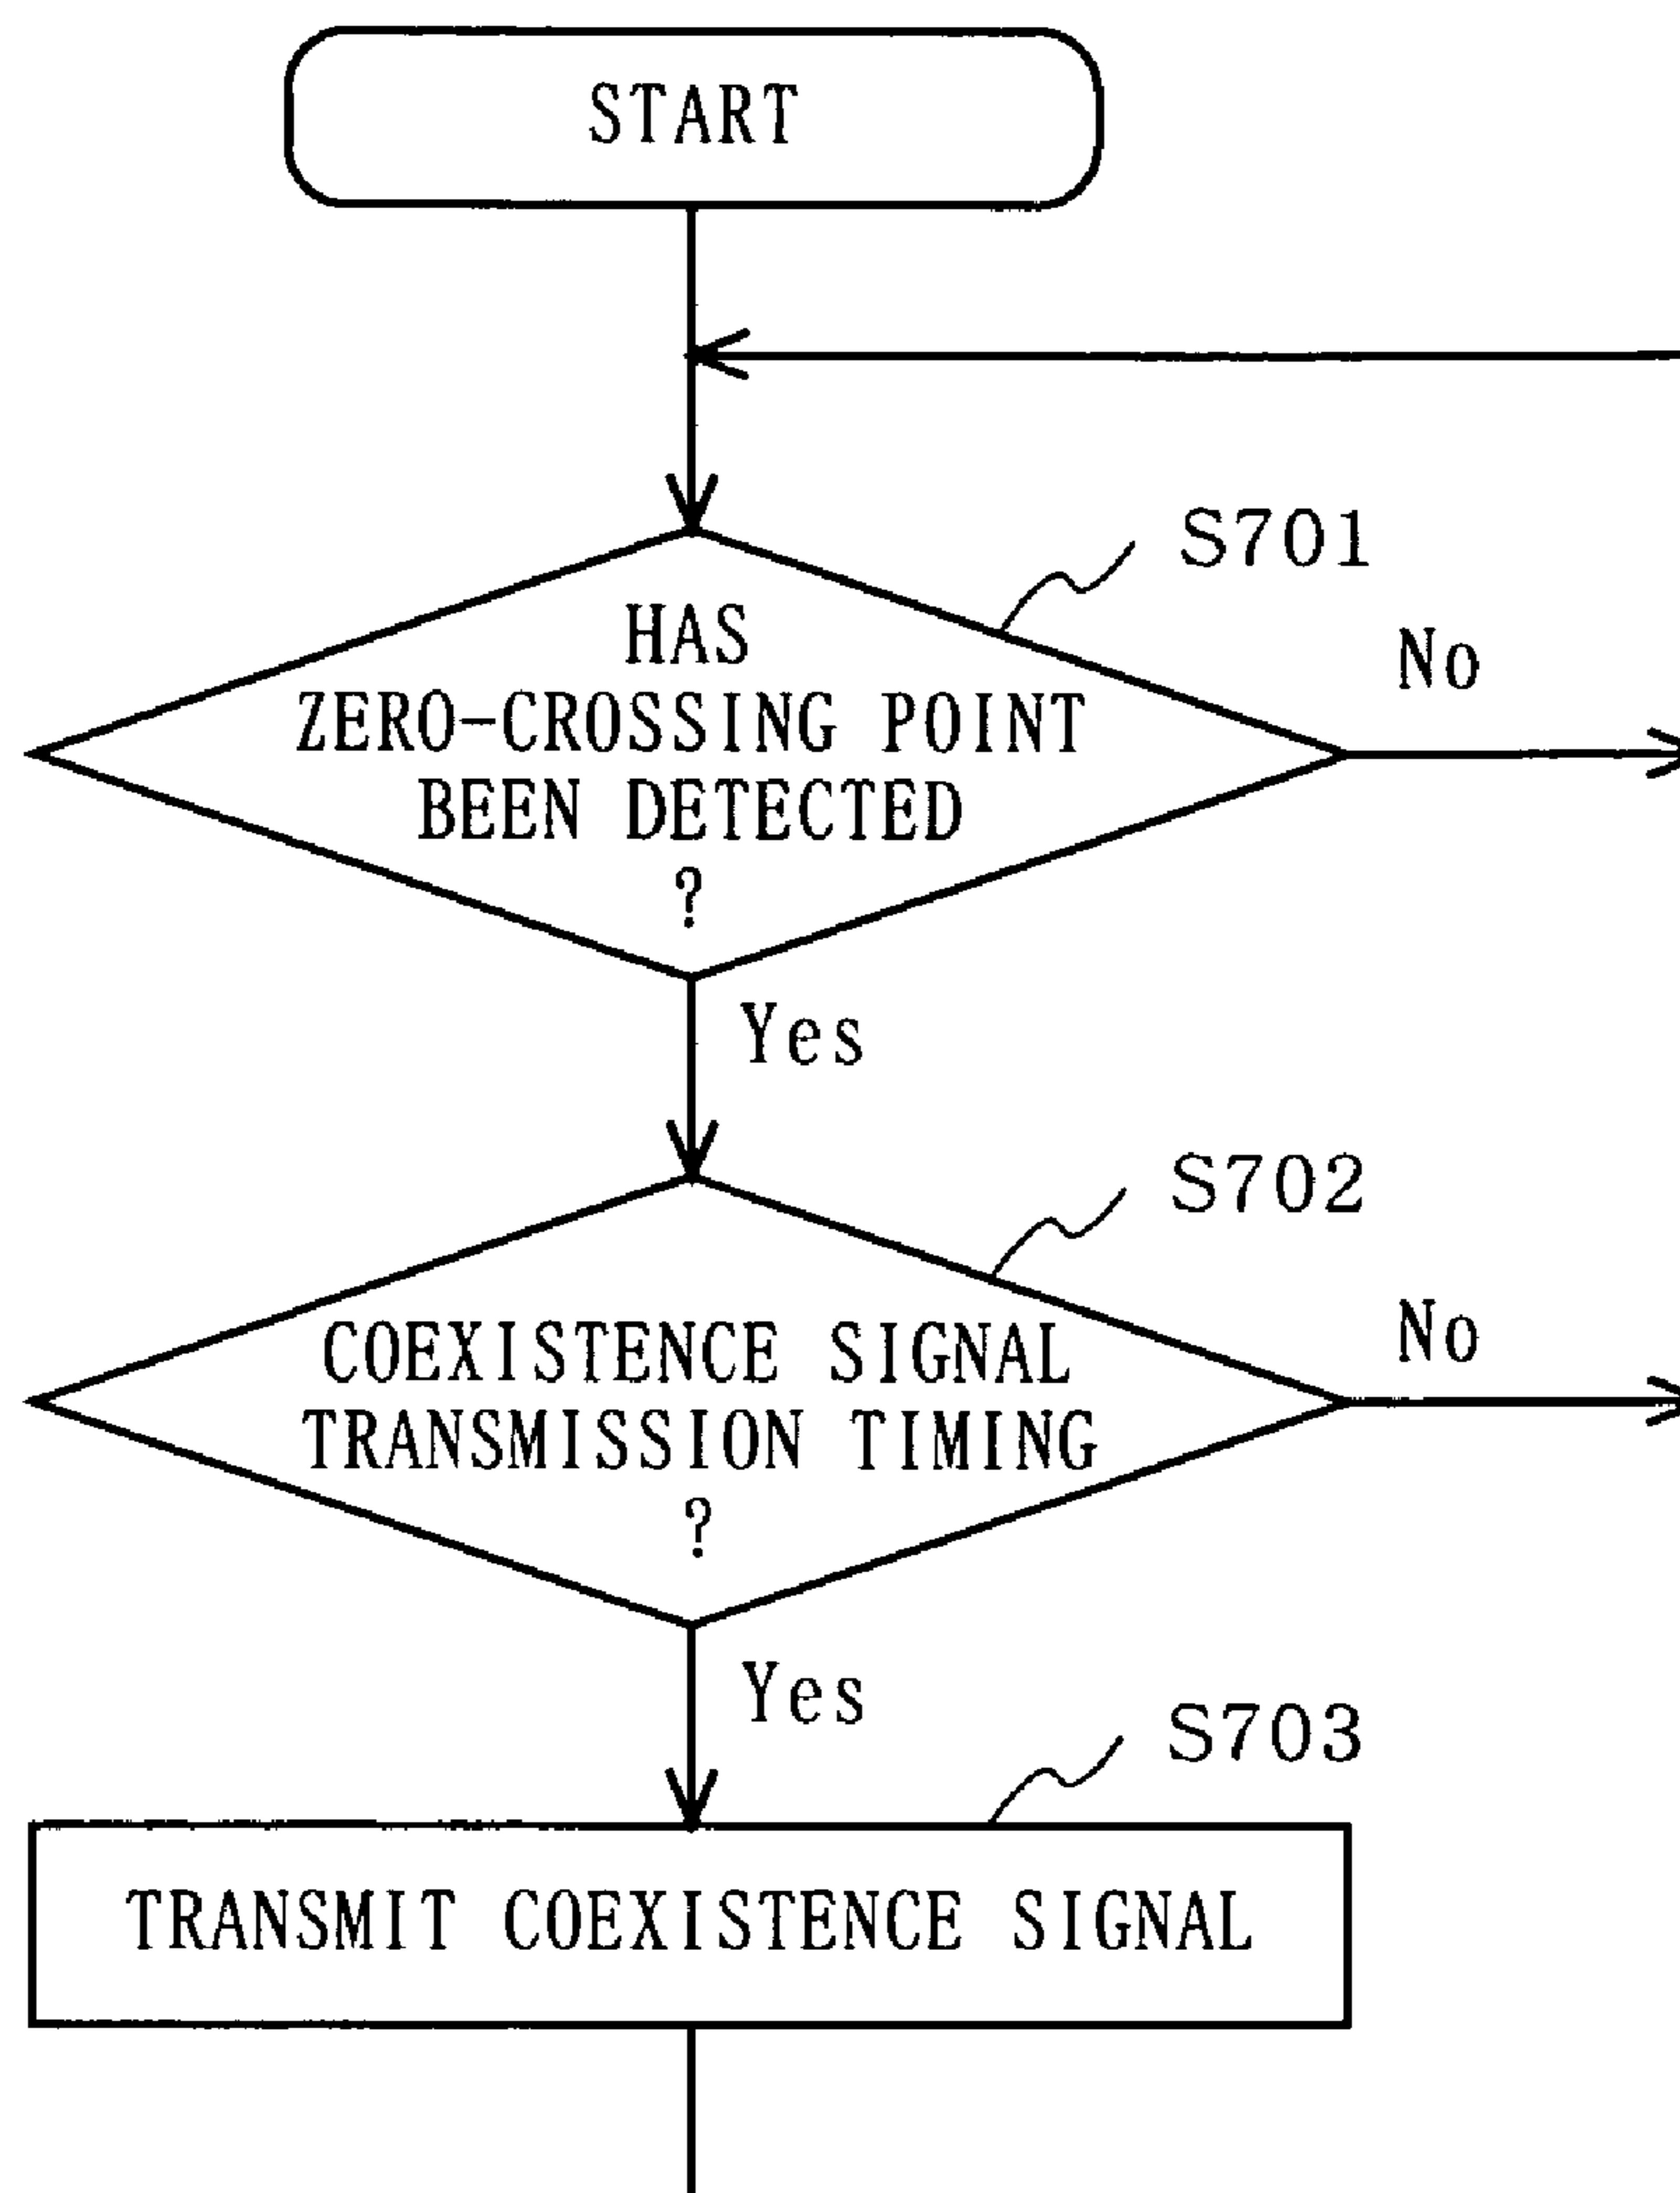 START
S701
HAS
ZERO-CROSSING POINT
BEEN DETECTED
?
No
Yes
S702
COEXISTENCE SIGNAL
TRANSMISSION TIMING
?
No
Yes
S703
TRANSMIT COEXISTENCE SIGNAL